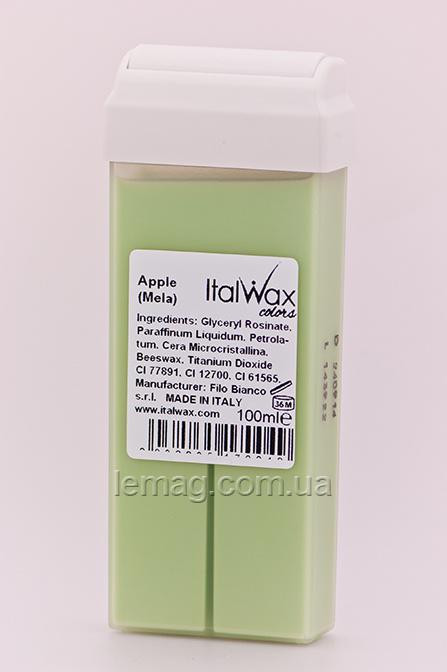 Apple
(Mela)
ItalWax
colors
Ingredients: Glyceryl Rosinate,
Paraffinum Liquidum, Petrola-
tum, Cera Microcristallina,
Beeswax, Titanium Dioxide
CI 77891, CI 12700, CI 61565,
Manufacturer: Filo Bianco
s.r.l. MADE IN ITALY
36M
www.italwax.com 100ml℮
lemag.com.ua